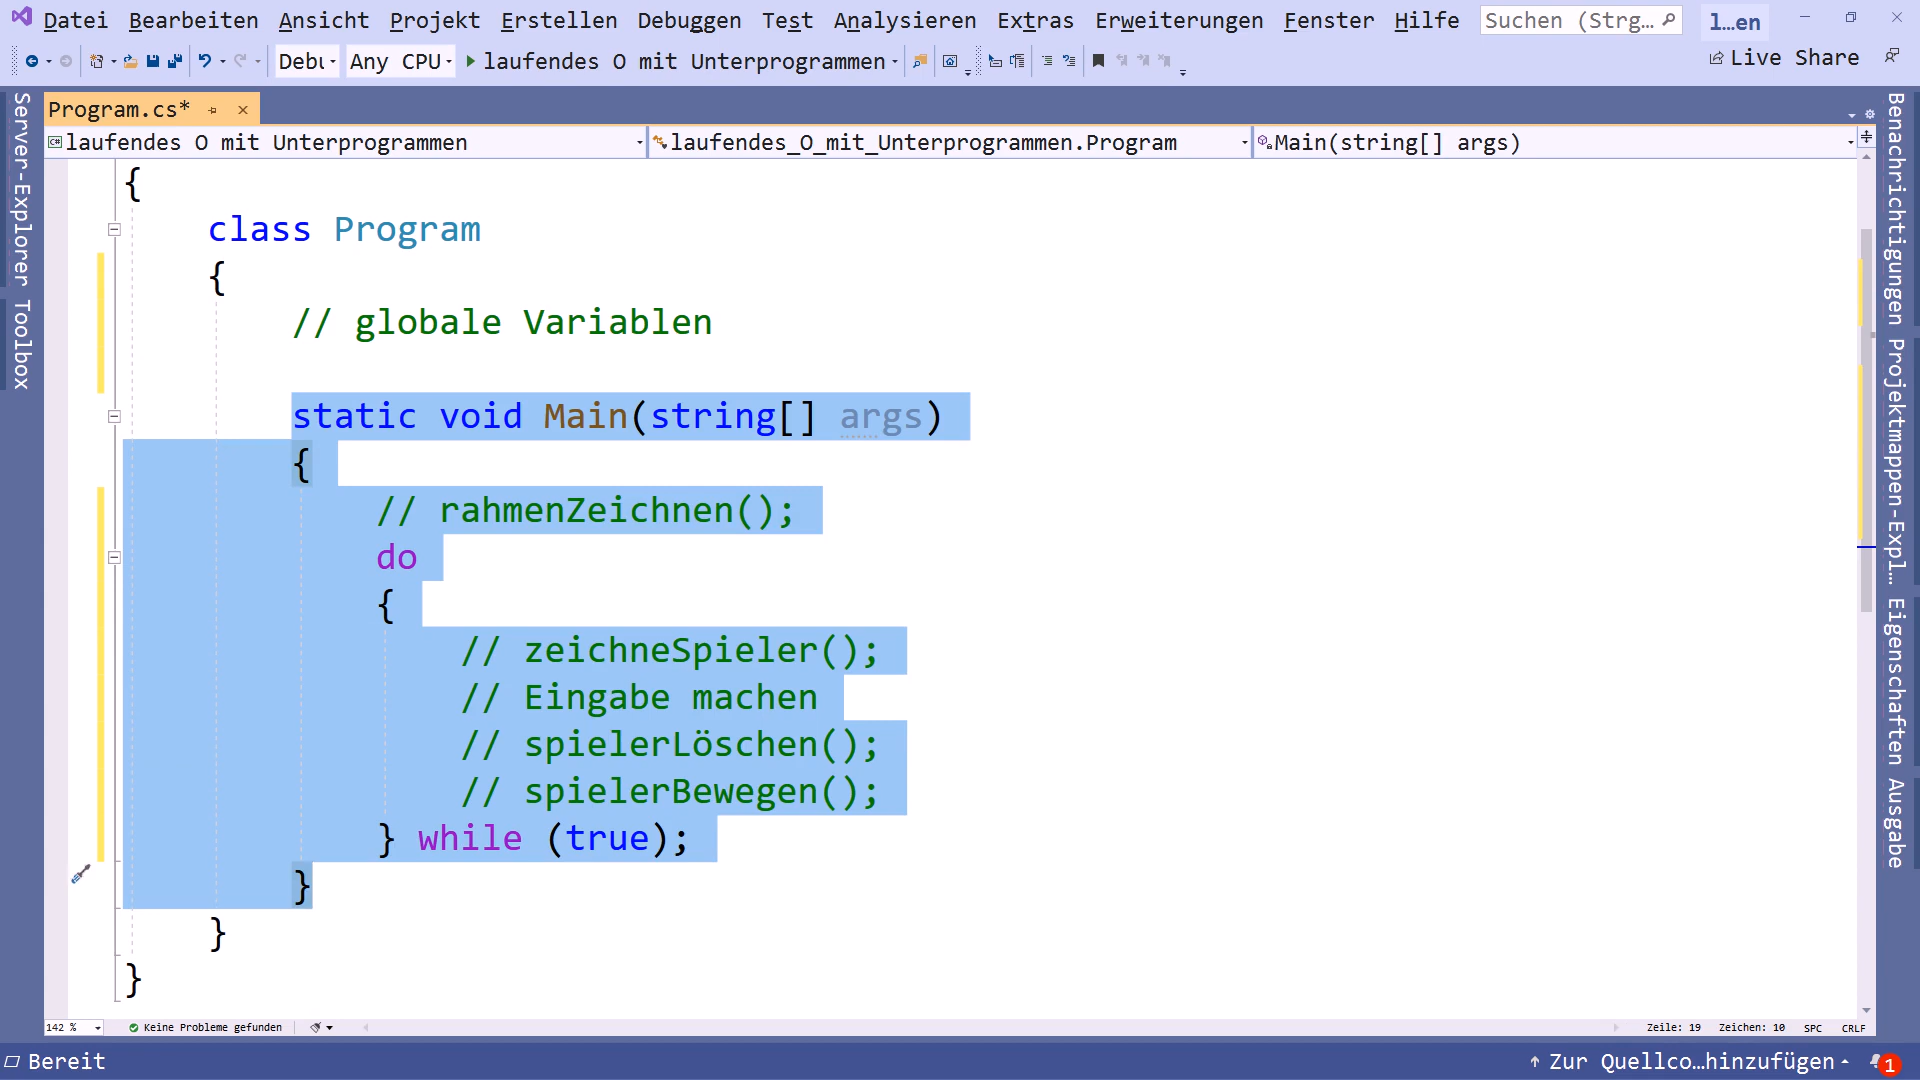 Datei Bearbeiten Ansicht Projekt Erstellen Debuggen Test Analysieren Extras Erweiterungen Fenster Hilfe Suchen (Strg... l...en
Debu Any CPU laufendes O mit Unterprogrammen Live Share
Program.cs*
laufendes O mit Unterprogrammen laufendes_O_mit_Unterprogrammen.Program Main(string[] args)
Server-Explorer
Toolbox
{
class Program
{
// globale Variablen
static void Main(string[] args)
{
// rahmenZeichnen();
do
{
// zeichneSpieler();
// Eingabe machen
// spielerLöschen();
// spielerBewegen();
} while (true);
}
}
}
Benachrichtigungen
Projektmappen-Expl...
Eigenschaften
Ausgabe
142 % Keine Probleme gefunden Zeile: 19 Zeichen: 10 SPC CRLF
Bereit Zur Quellco...hinzufügen 1